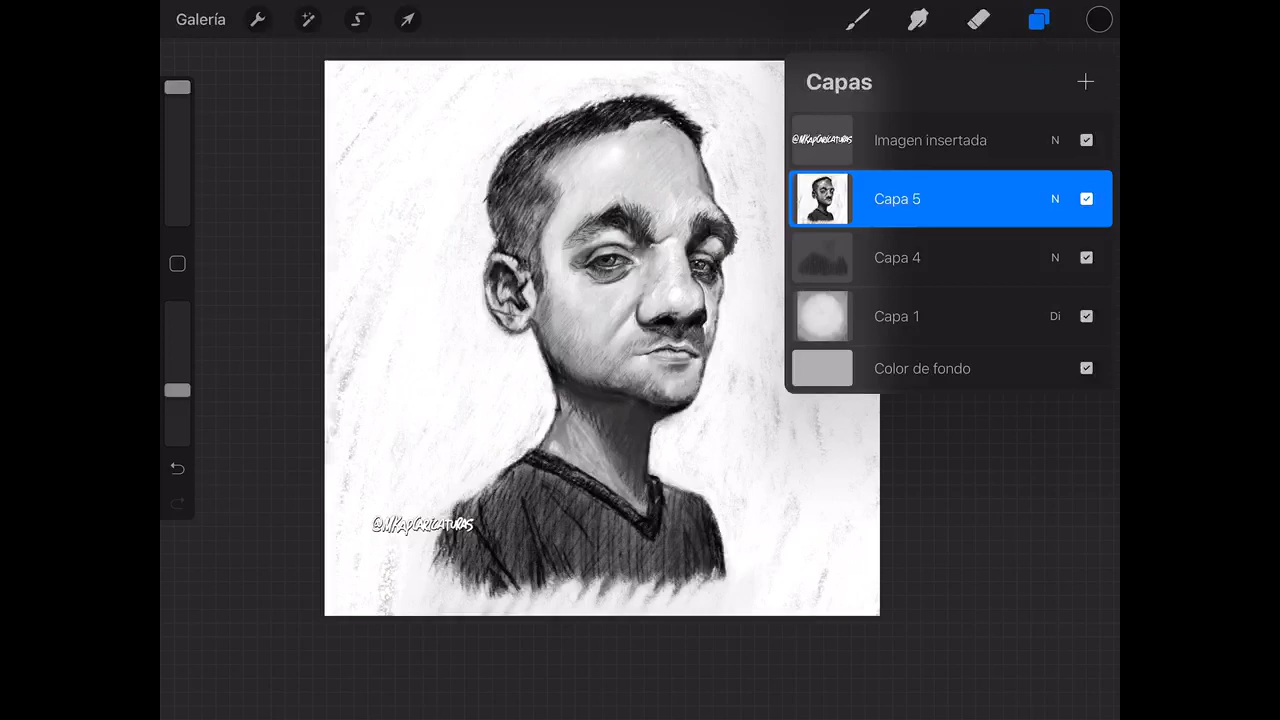 Galería
Capas
@MKapCaricaturas
Imagen insertada N
Capa 5 N
Capa 4 N
Capa 1 Di
Color de fondo
@MKapCaricaturas